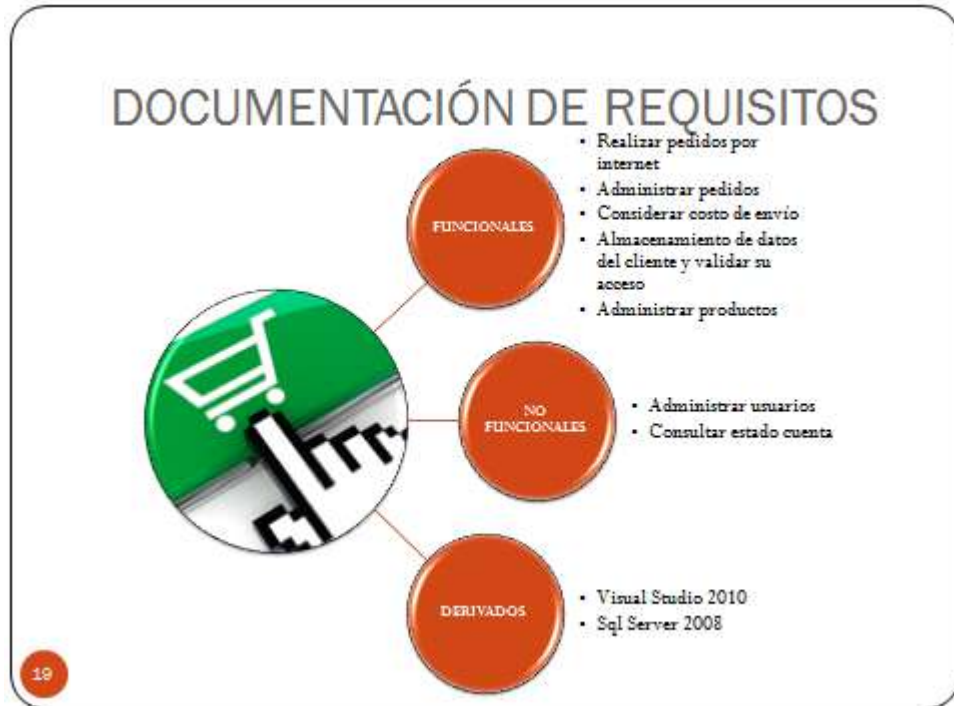 DOCUMENTACIÓN DE REQUISITOS
FUNCIONALES
• Realizar pedidos por
internet
• Administrar pedidos
• Considerar costo de envío
• Almacenamiento de datos
del cliente y validar su
acceso
• Administrar productos
NO
FUNCIONALES
• Administrar usuarios
• Consultar estado cuenta
DERIVADOS
• Visual Studio 2010
• Sql Server 2008
19